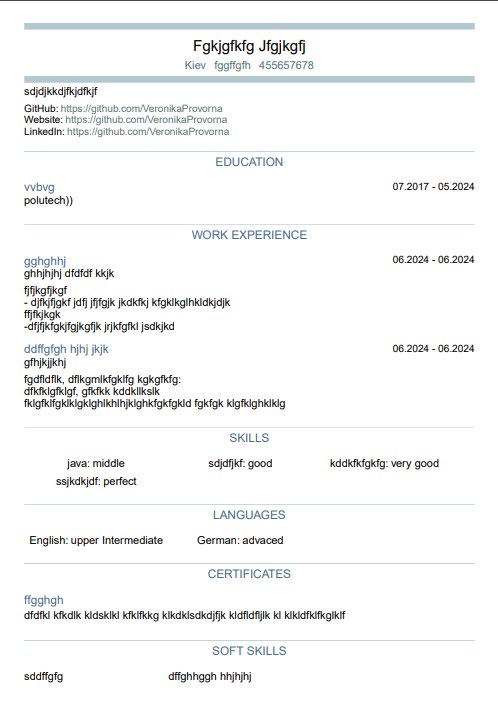 Fgkjgfkfg Jfgjkgfj
Kiev fggffgfh 455657678
sdjdjkkdjfkjdfkjf
GitHub: https://github.com/VeronikaProvorna
Website: https://github.com/VeronikaProvorna
LinkedIn: https://github.com/VeronikaProvorna
EDUCATION
vvbvg 07.2017 - 05.2024
polutech))
WORK EXPERIENCE
gghghhj 06.2024 - 06.2024
ghhjhjhj dfdfdf kkjk
fjfjkgfjkgf
- djfkjfjgkf jdfj jfjfgjk jkdkfkj kfgklkglhkldkjdjk
ffjfkjkgk
-dfjfjkfgkjfgjkgfjk jrjkfgfkl jsdkjkd
ddffgfgh hjhj jkjk 06.2024 - 06.2024
gfhjkjjkhj
fgdfldflk, dflkgmlkfgklfg kgkgfkfg:
dfkfklgfklgf, gfkfkk kddkllkslk
fklgfklfgklklgklghlkhlhjklghkfgkfgkld fgkfgk klgfklghklklg
SKILLS
java: middle sdjdfjkf: good kddkfkfgkfg: very good
ssjkdkjdf: perfect
LANGUAGES
English: upper Intermediate German: advaced
CERTIFICATES
ffgghgh
dfdfkl kfkdlk kldsklkl kfklfkkg klkdklsdkdjfjk kldfldfljlk kl klkldfklfkglklf
SOFT SKILLS
sddffgfg dffghhggh hhjhjhj